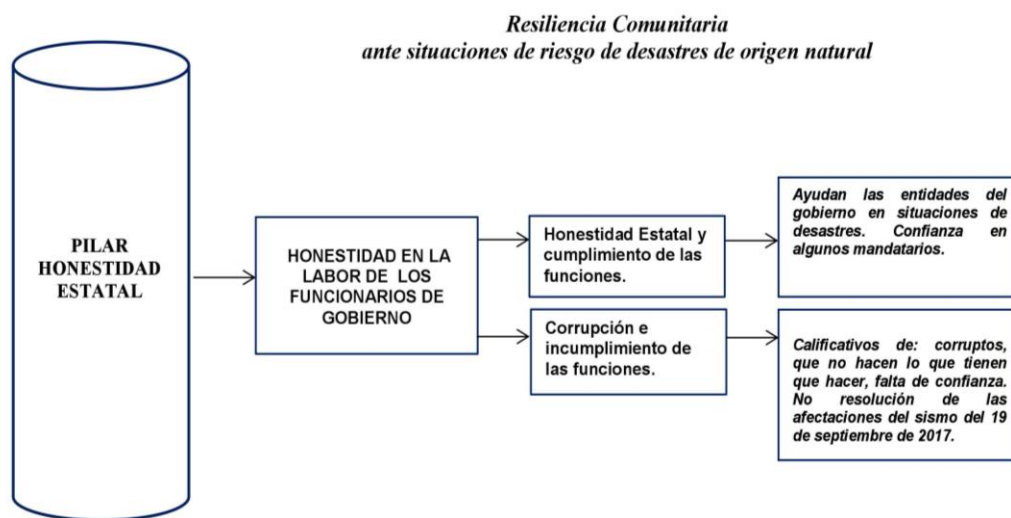 Resiliencia Comunitaria
ante situaciones de riesgo de desastres de origen natural
PILAR
HONESTIDAD
ESTATAL
HONESTIDAD EN LA
LABOR DE LOS
FUNCIONARIOS DE
GOBIERNO
Honestidad Estatal y
cumplimiento de las
funciones.
Ayudan las entidades del
gobierno en situaciones de
desastres. Confianza en
algunos mandatarios.
Corrupción e
incumplimiento de
las funciones.
Calificativos de: corruptos,
que no hacen lo que tienen
que hacer, falta de confianza.
No resolución de las
afectaciones del sismo del 19
de septiembre de 2017.